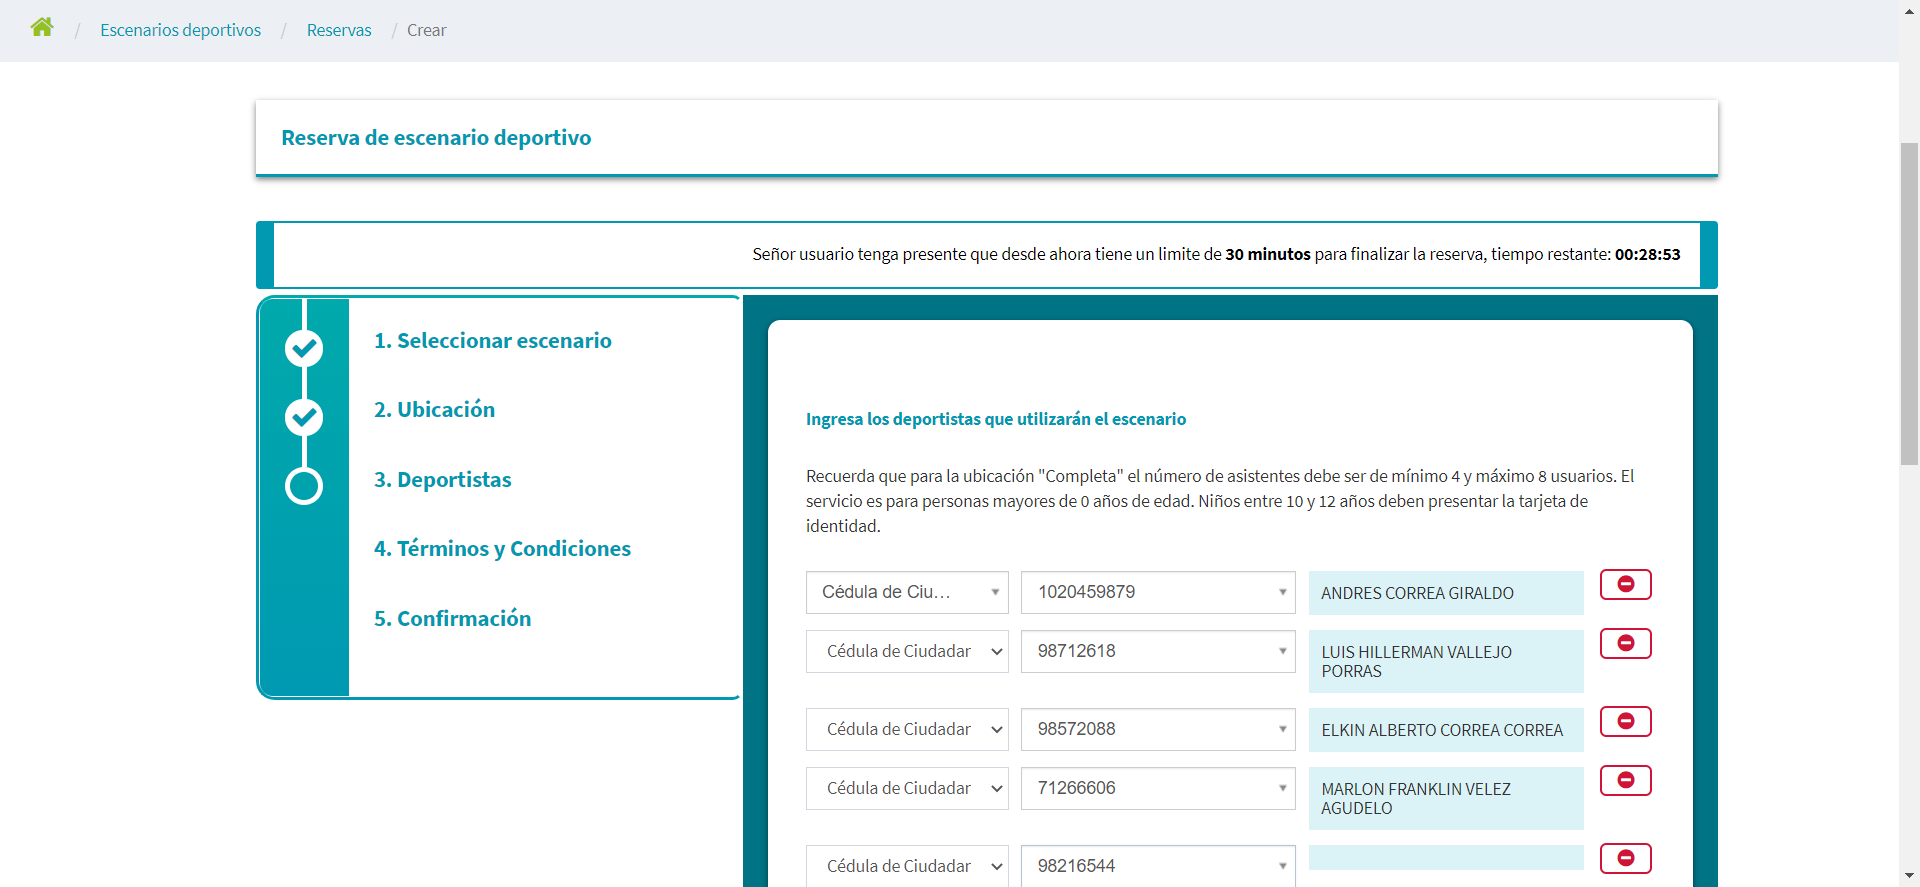 / Escenarios deportivos / Reservas / Crear
Reserva de escenario deportivo
Señor usuario tenga presente que desde ahora tiene un limite de 30 minutos para finalizar la reserva, tiempo restante: 00:28:53
1. Seleccionar escenario
2. Ubicación
3. Deportistas
4. Términos y Condiciones
5. Confirmación
Ingresa los deportistas que utilizarán el escenario
Recuerda que para la ubicación "Completa" el número de asistentes debe ser de mínimo 4 y máximo 8 usuarios. El
servicio es para personas mayores de 0 años de edad. Niños entre 10 y 12 años deben presentar la tarjeta de
identidad.
Cédula de Ciu... 1020459879 ANDRES CORREA GIRALDO
Cédula de Ciudadar 98712618 LUIS HILLERMAN VALLEJO
PORRAS
Cédula de Ciudadar 98572088 ELKIN ALBERTO CORREA CORREA
Cédula de Ciudadar 71266606 MARLON FRANKLIN VELEZ
AGUDELO
Cédula de Ciudadar 98216544